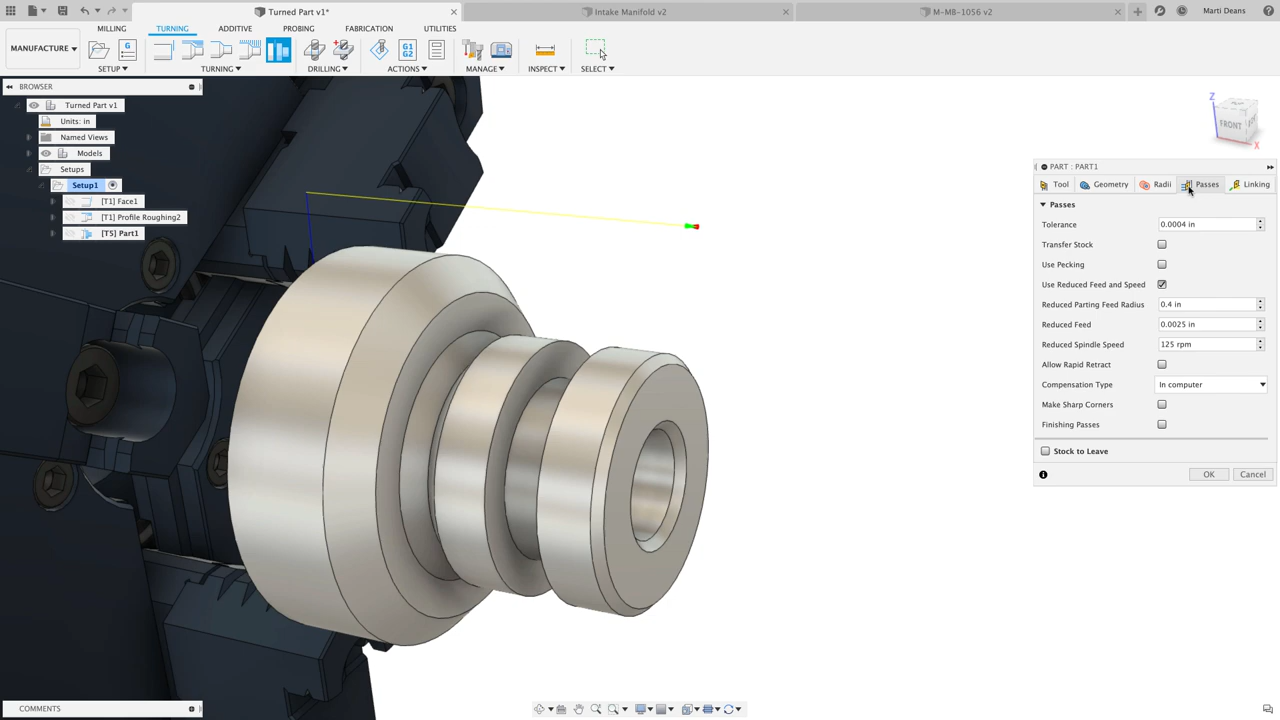 Turned Part v1*
Intake Manifold v2
M-MB-1056 v2
Marti Deans
MANUFACTURE
MILLING
TURNING
ADDITIVE
PROBING
FABRICATION
UTILITIES
G1
G2
SETUP
TURNING
DRILLING
ACTIONS
MANAGE
INSPECT
SELECT
BROWSER
Turned Part v1
Units: in
Named Views
Models
Setups
Setup1
[T1] Face1
[T1] Profile Roughing2
[T5] Part1
Z
FRONT
X
PART : PART1
Tool
Geometry
Radii
Passes
Linking
Passes
Tolerance 0.0004 in
Transfer Stock
Use Pecking
Use Reduced Feed and Speed
Reduced Parting Feed Radius 0.4 in
Reduced Feed 0.0025 in
Reduced Spindle Speed 125 rpm
Allow Rapid Retract
Compensation Type In computer
Make Sharp Corners
Finishing Passes
Stock to Leave
OK
Cancel
COMMENTS